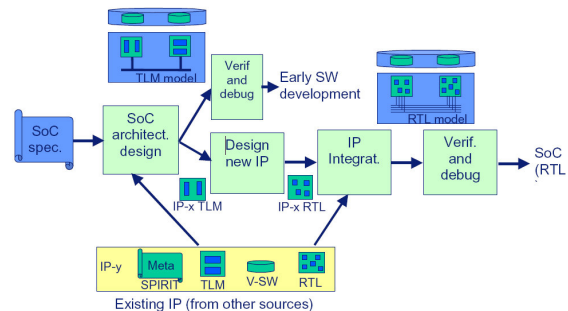 TLM model
Verif
and
debug
Early SW
development
RTL model
SoC
spec.
SoC
architect.
design
Design
new IP
IP
Integrat.
Verif.
and
debug
SoC
(RTL
IP-x TLM
IP-x RTL
IP-y
Meta
SPIRIT
TLM
V-SW
RTL
Existing IP (from other sources)